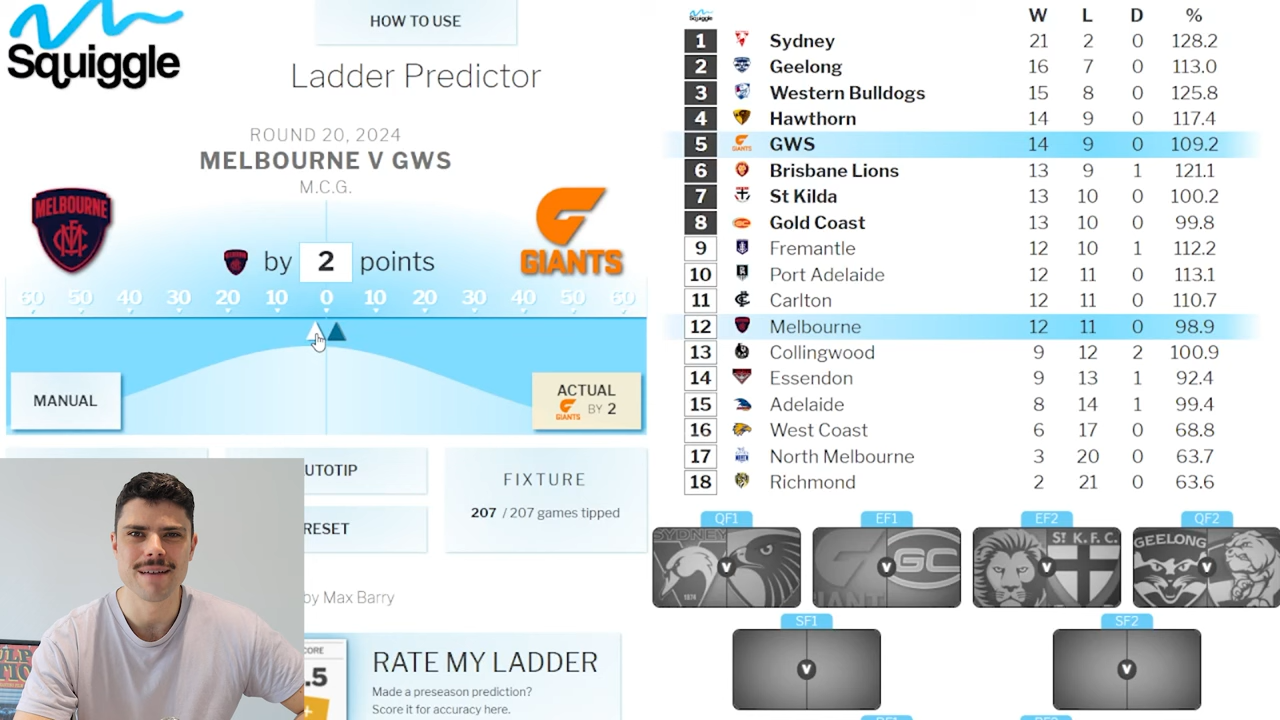 Squiggle
HOW TO USE
Ladder Predictor
ROUND 20, 2024
MELBOURNE V GWS
M.C.G.
MELBOURNE
GIANTS
by 2 points
60 50 40 30 20 10 0 10 20 30 40 50 60
MANUAL
ACTUAL
GIANTS BY 2
UTOTIP
RESET
FIXTURE
207 / 207 games tipped
by Max Barry
CORE
.5
RATE MY LADDER
Made a preseason prediction?
Score it for accuracy here.
Squiggle W L D %
1 Sydney 21 2 0 128.2
2 Geelong 16 7 0 113.0
3 Western Bulldogs 15 8 0 125.8
4 Hawthorn 14 9 0 117.4
5 GIANTS GWS 14 9 0 109.2
6 Brisbane Lions 13 9 1 121.1
7 St Kilda 13 10 0 100.2
8 Gold Coast 13 10 0 99.8
9 Fremantle 12 10 1 112.2
10 Port Adelaide 12 11 0 113.1
11 Carlton 12 11 0 110.7
12 Melbourne 12 11 0 98.9
13 Collingwood 9 12 2 100.9
14 Essendon 9 13 1 92.4
15 Adelaide 8 14 1 99.4
16 West Coast 6 17 0 68.8
17 North Melbourne 3 20 0 63.7
18 Richmond 2 21 0 63.6
QF1 EF1 EF2 QF2
SYDNEY V
V GC
V ST K.F.C.
GEELONG V
SF1 SF2
V V